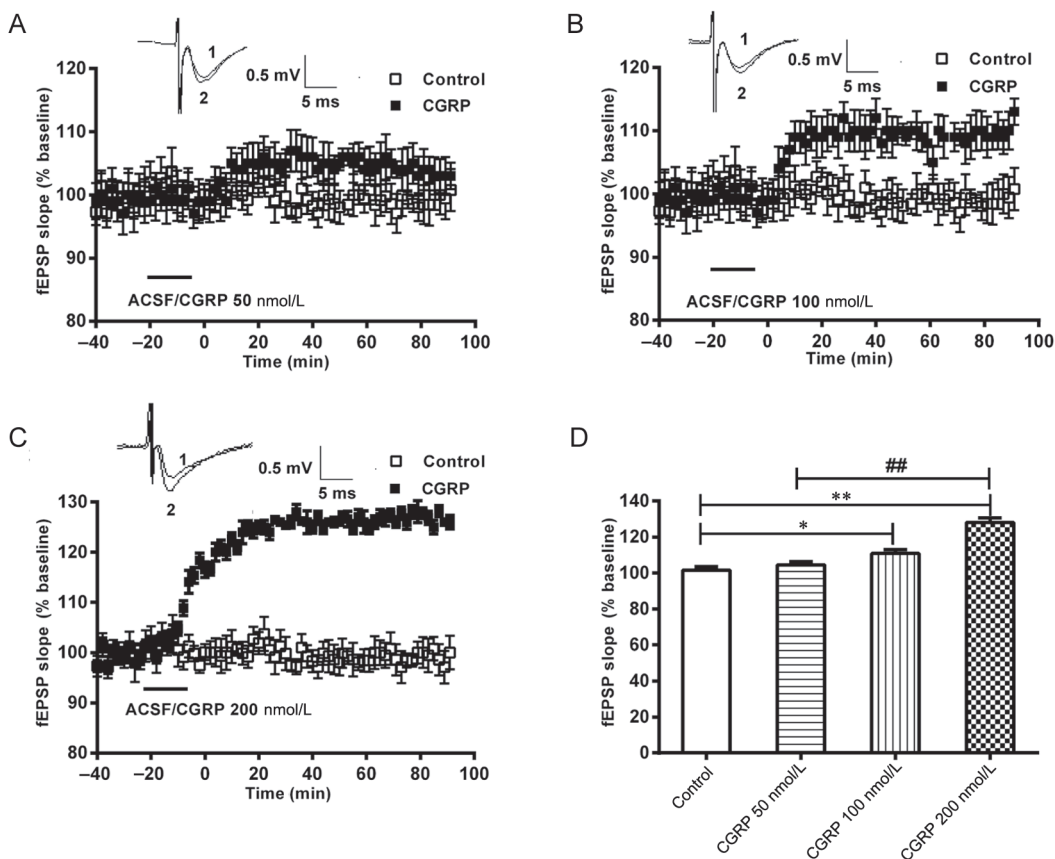 A
1
2
0.5 mV
5 ms
Control
CGRP
fEPSP slope (% baseline)
120
110
100
90
80
ACSF/CGRP 50 nmol/L
–40 –20 0 20 40 60 80 100
Time (min)
B
1
2
0.5 mV
5 ms
Control
CGRP
fEPSP slope (% baseline)
120
110
100
90
80
ACSF/CGRP 100 nmol/L
–40 –20 0 20 40 60 80 100
Time (min)
C
1
2
0.5 mV
5 ms
Control
CGRP
fEPSP slope (% baseline)
130
120
110
100
90
80
ACSF/CGRP 200 nmol/L
–40 –20 0 20 40 60 80 100
Time (min)
D
##
**
*
fEPSP slope (% baseline)
140
120
100
80
60
40
20
0
Control
CGRP 50 nmol/L
CGRP 100 nmol/L
CGRP 200 nmol/L